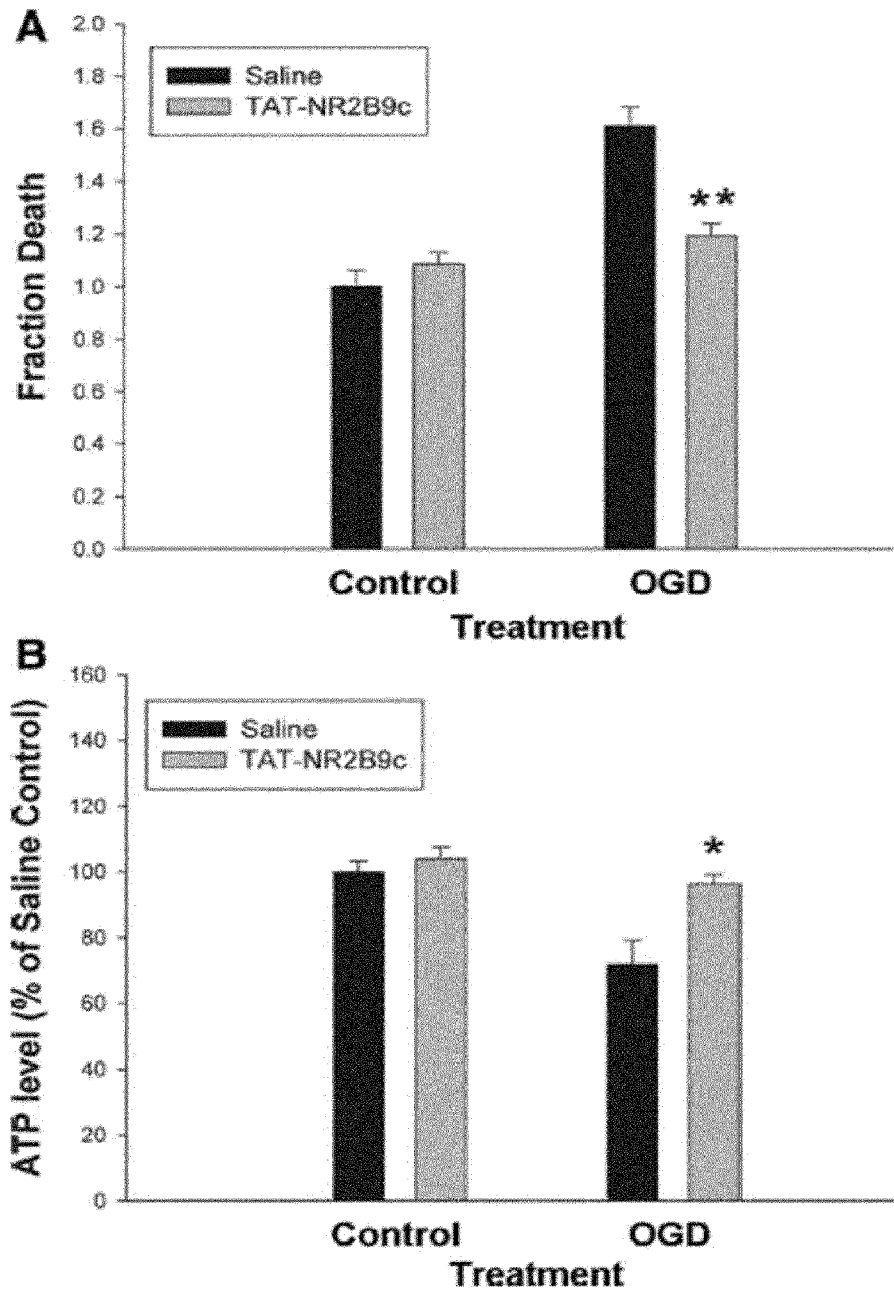 A
2.0
1.8
1.6
1.4
1.2
1.0
0.8
0.6
0.4
0.2
0.0
Fraction Death
Saline
TAT-NR2B9c
**
Control OGD
Treatment
B
160
140
120
100
80
60
40
20
0
ATP level (% of Saline Control)
Saline
TAT-NR2B9c
*
Control OGD
Treatment